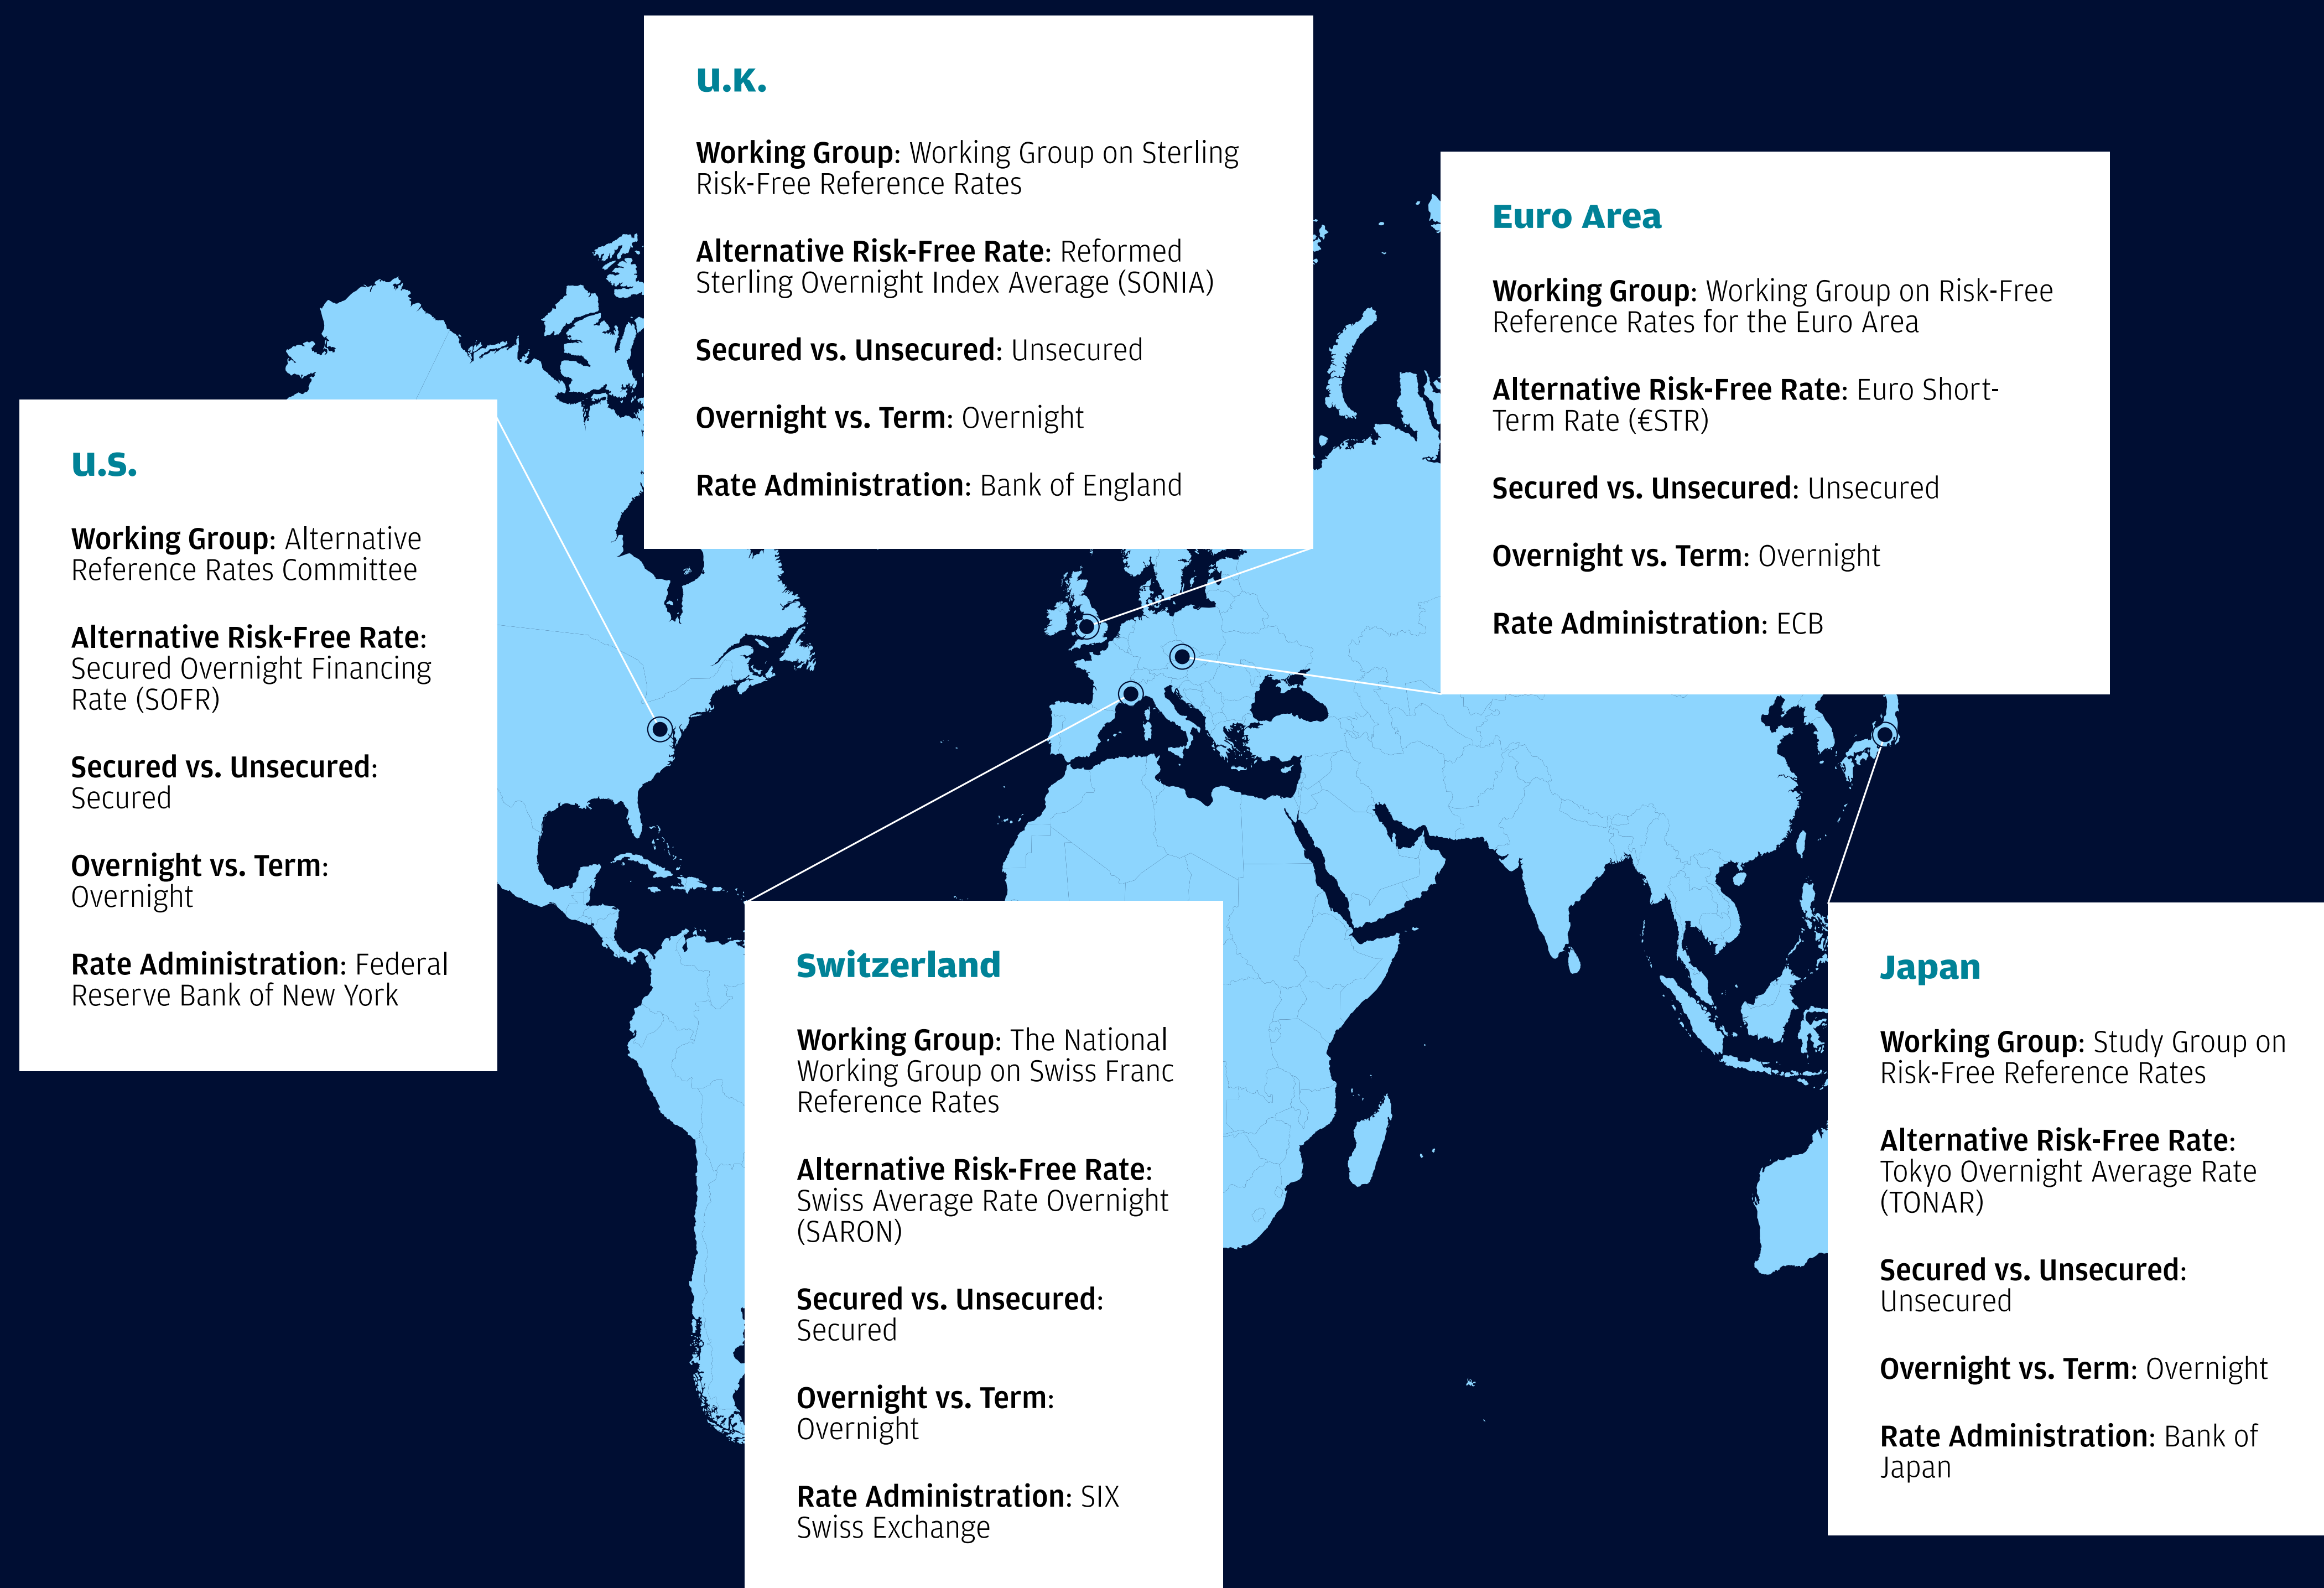 U.K.
Working Group: Working Group on Sterling
Risk-Free Reference Rates
Alternative Risk-Free Rate: Reformed
Sterling Overnight Index Average (SONIA)
Secured vs. Unsecured: Unsecured
Overnight vs. Term: Overnight
Rate Administration: Bank of England
Euro Area
Working Group: Working Group on Risk-Free
Reference Rates for the Euro Area
Alternative Risk-Free Rate: Euro Short-
Term Rate (€STR)
Secured vs. Unsecured: Unsecured
Overnight vs. Term: Overnight
Rate Administration: ECB
U.S.
Working Group: Alternative
Reference Rates Committee
Alternative Risk-Free Rate:
Secured Overnight Financing
Rate (SOFR)
Secured vs. Unsecured:
Secured
Overnight vs. Term:
Overnight
Rate Administration: Federal
Reserve Bank of New York
Switzerland
Working Group: The National
Working Group on Swiss Franc
Reference Rates
Alternative Risk-Free Rate:
Swiss Average Rate Overnight
(SARON)
Secured vs. Unsecured:
Secured
Overnight vs. Term:
Overnight
Rate Administration: SIX
Swiss Exchange
Japan
Working Group: Study Group on
Risk-Free Reference Rates
Alternative Risk-Free Rate:
Tokyo Overnight Average Rate
(TONAR)
Secured vs. Unsecured:
Unsecured
Overnight vs. Term: Overnight
Rate Administration: Bank of
Japan